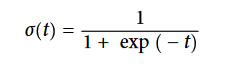 σ(t) = 1 / (1 + exp ( − t))